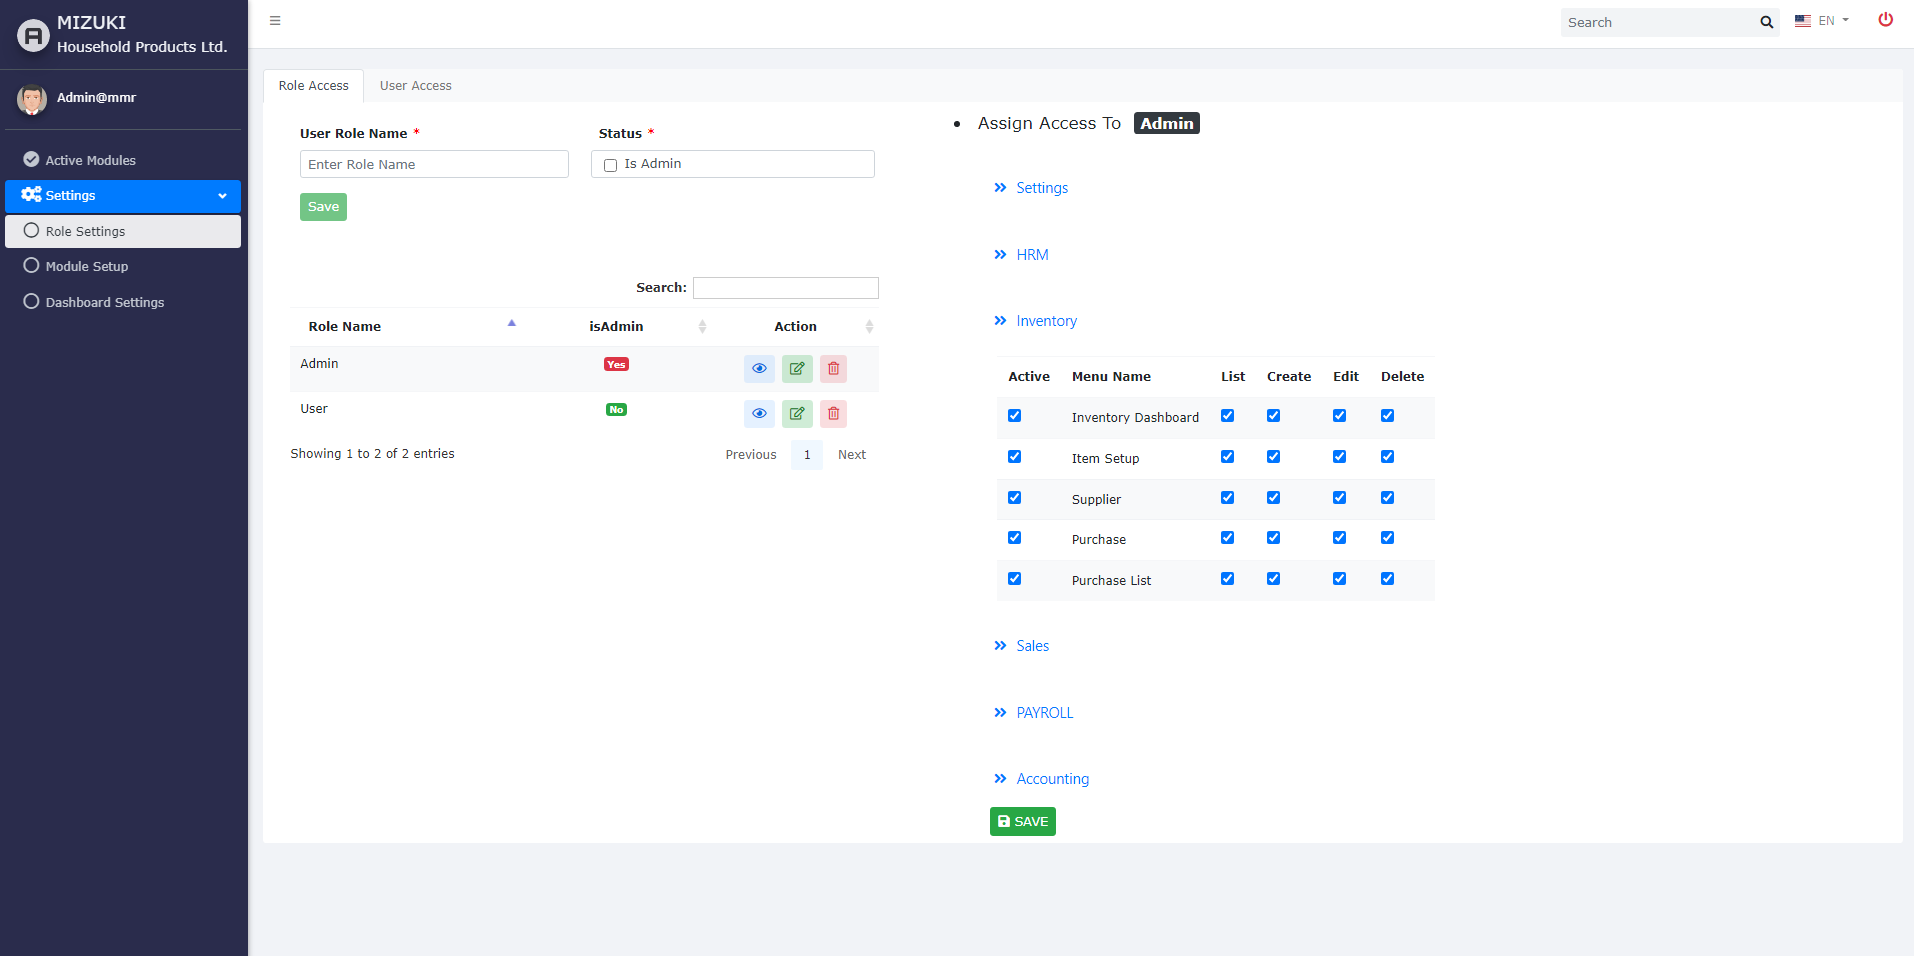 MIZUKI
Household Products Ltd.
Admin@mmr
Active Modules
Settings
Role Settings
Module Setup
Dashboard Settings
Search
EN
Role Access
User Access
User Role Name *
Status *
Enter Role Name
Is Admin
Save
Search:
Role Name isAdmin Action
Admin Yes
User No
Showing 1 to 2 of 2 entries
Previous 1 Next
Assign Access To Admin
Settings
HRM
Inventory
Active Menu Name List Create Edit Delete
Inventory Dashboard
Item Setup
Supplier
Purchase
Purchase List
Sales
PAYROLL
Accounting
SAVE